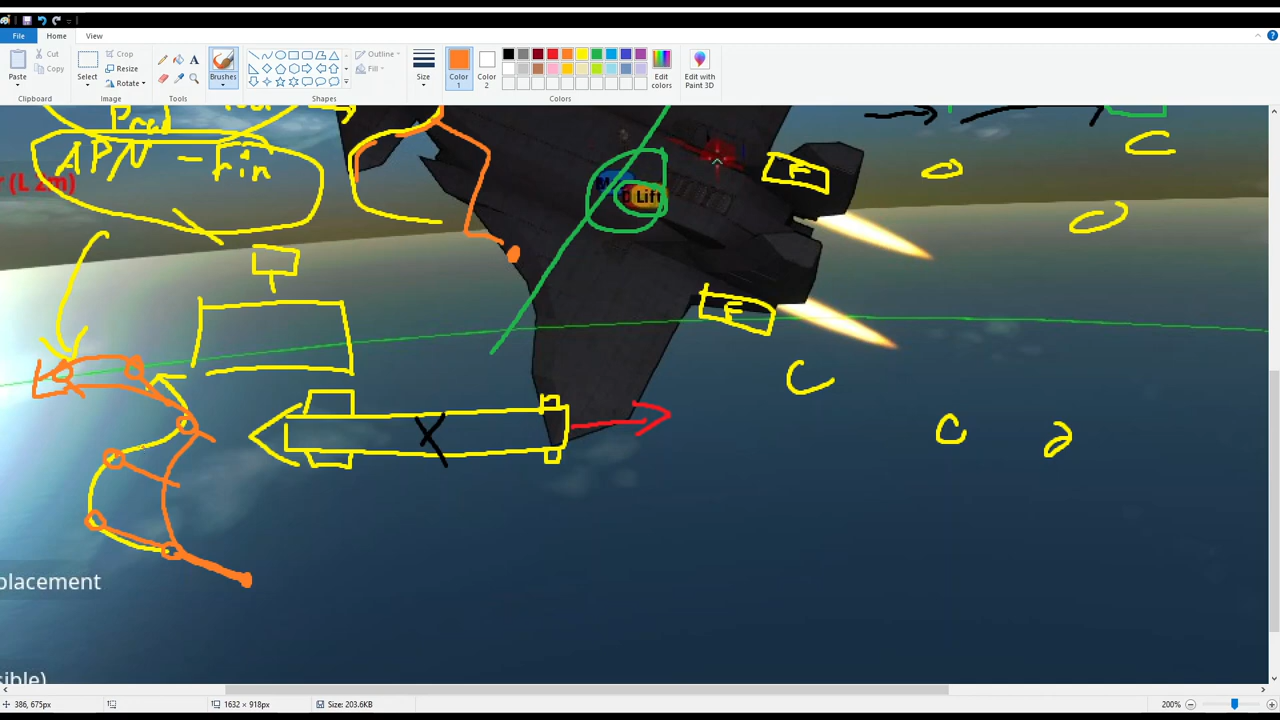 File Home View
Cut
Copy
Paste
Clipboard
Select
Crop
Resize
Rotate
Image
Tools
Brushes
Shapes
Outline
Fill
Size
Color 1
Color 2
Edit colors
Colors
Edit with Paint 3D
APN - Fin
r (L 2m)
Lift
F
F
C
C
X
C
placement
sible)
386, 675px
1632 × 918px
Size: 203.6KB
200%